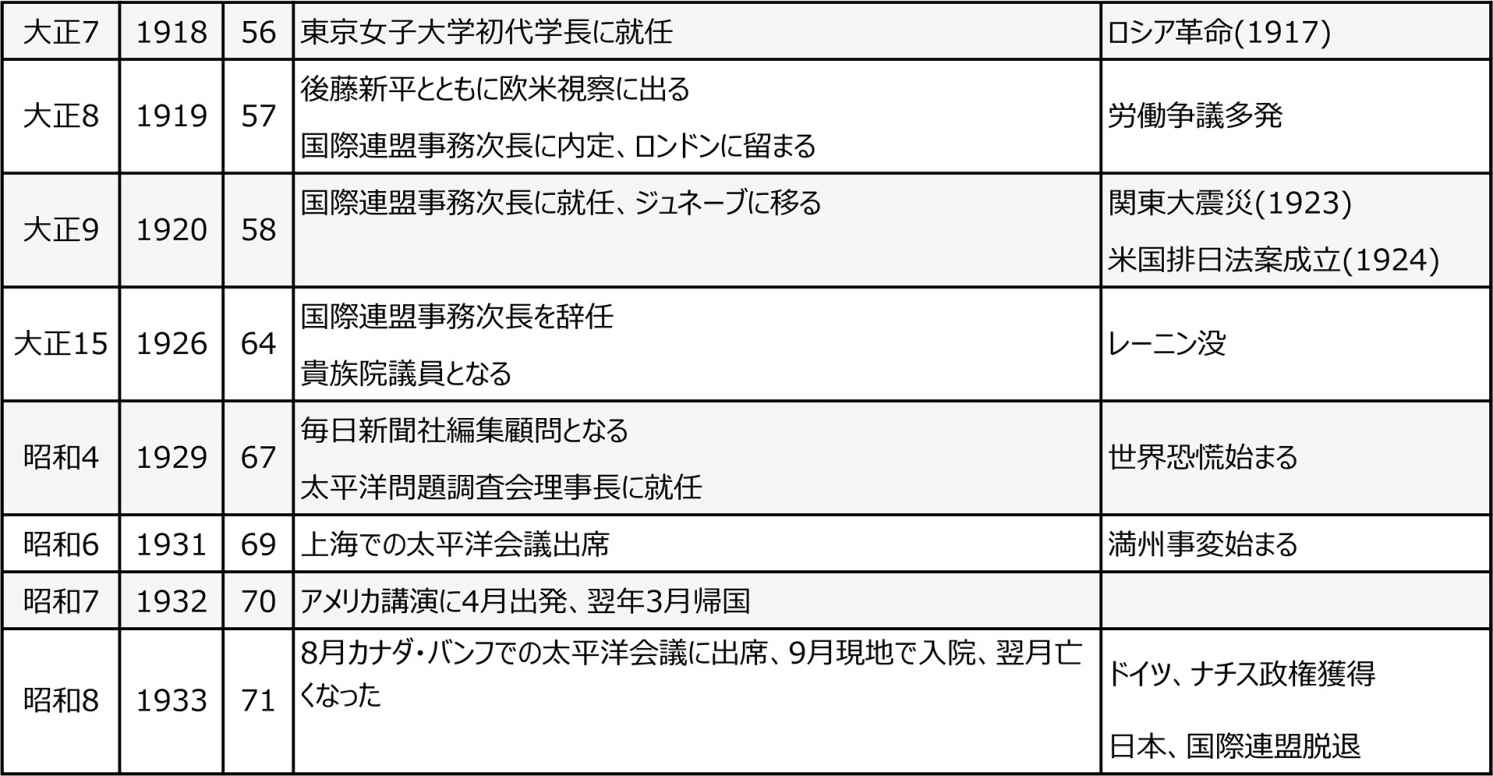 大正7 1918 56 東京女子大学初代学長に就任 ロシア革命(1917)
大正8 1919 57 後藤新平とともに欧米視察に出る
国際連盟事務次長に内定、ロンドンに留まる 労働争議多発
大正9 1920 58 国際連盟事務次長に就任、ジュネーブに移る 関東大震災(1923)
米国排日法案成立(1924)
大正15 1926 64 国際連盟事務次長を辞任
貴族院議員となる レーニン没
昭和4 1929 67 毎日新聞社編集顧問となる
太平洋問題調査会理事長に就任 世界恐慌始まる
昭和6 1931 69 上海での太平洋会議出席 満州事変始まる
昭和7 1932 70 アメリカ講演に4月出発、翌年3月帰国
昭和8 1933 71 8月カナダ・バンフでの太平洋会議に出席、9月現地で入院、翌月亡
くなった ドイツ、ナチス政権獲得
日本、国際連盟脱退